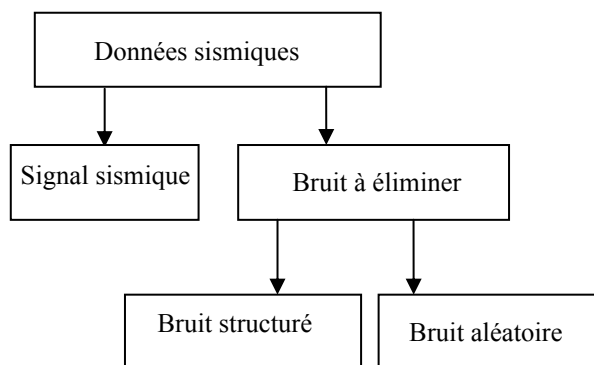 Données sismiques
Signal sismique
Bruit à éliminer
Bruit structuré
Bruit aléatoire